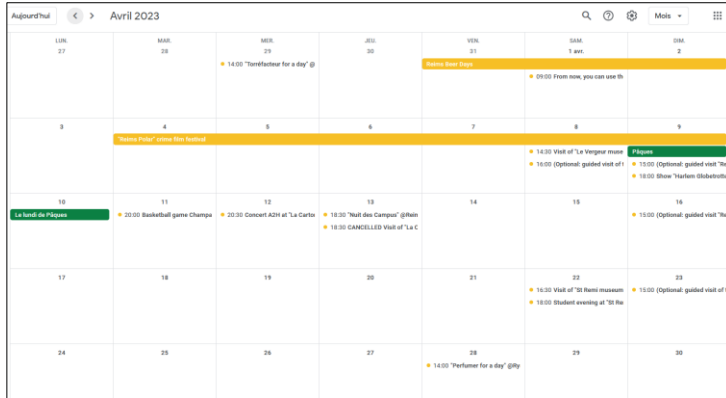 Aujourd'hui < > Avril 2023 Mois
LUN. MAR. MER. JEU. VEN. SAM. DIM.
27 28 29 30 31 1 avr. 2
14:00 "Torréfacteur for a day" @
Reims Beer Days
09:00 From now, you can use th
3 4 5 6 7 8 9
"Reims Polar" crime film festival
14:30 Visit of "Le Vergeur muse
Pâques
16:00 (Optional: guided visit of t
15:00 (Optional: guided visit "Re
18:00 Show "Harlem Globetrotte
10 11 12 13 14 15 16
Le lundi de Pâques
20:00 Basketball game Champa
20:30 Concert A2H at "La Carto
18:30 "Nuit des Campus" @Rein
15:00 (Optional: guided visit "Re
18:30 CANCELLED Visit of "La C
17 18 19 20 21 22 23
16:30 Visit of "St Remi museum
15:00 (Optional: guided visit of t
18:00 Student evening at "St Re
24 25 26 27 28 29 30
14:00 "Perfumer for a day" @Ry